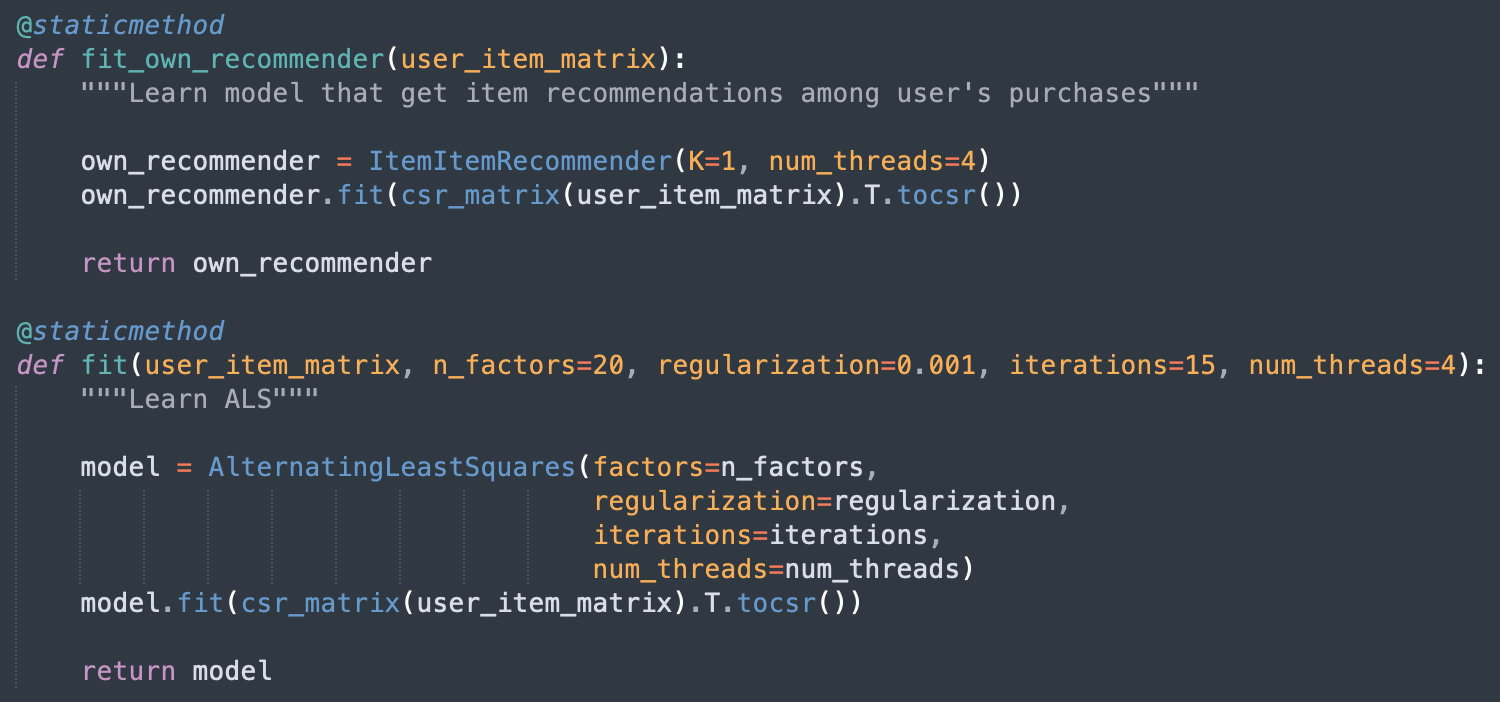 @staticmethod
def fit_own_recommender(user_item_matrix):
    """Learn model that get item recommendations among user's purchases"""
    own_recommender = ItemItemRecommender(K=1, num_threads=4)
    own_recommender.fit(csr_matrix(user_item_matrix).T.tocsr())
    return own_recommender
@staticmethod
def fit(user_item_matrix, n_factors=20, regularization=0.001, iterations=15, num_threads=4):
    """Learn ALS"""
    model = AlternatingLeastSquares(factors=n_factors,
                                    regularization=regularization,
                                    iterations=iterations,
                                    num_threads=num_threads)
    model.fit(csr_matrix(user_item_matrix).T.tocsr())
    return model